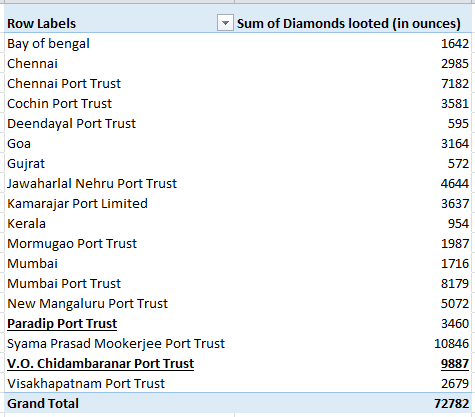 Row Labels Sum of Diamonds looted (in ounces)
Bay of bengal 1642
Chennai 2985
Chennai Port Trust 7182
Cochin Port Trust 3581
Deendayal Port Trust 595
Goa 3164
Gujrat 572
Jawaharlal Nehru Port Trust 4644
Kamarajar Port Limited 3637
Kerala 954
Mormugao Port Trust 1987
Mumbai 1716
Mumbai Port Trust 8179
New Mangaluru Port Trust 5072
Paradip Port Trust 3460
Syama Prasad Mookerjee Port Trust 10846
V.O. Chidambaranar Port Trust 9887
Visakhapatnam Port Trust 2679
Grand Total 72782